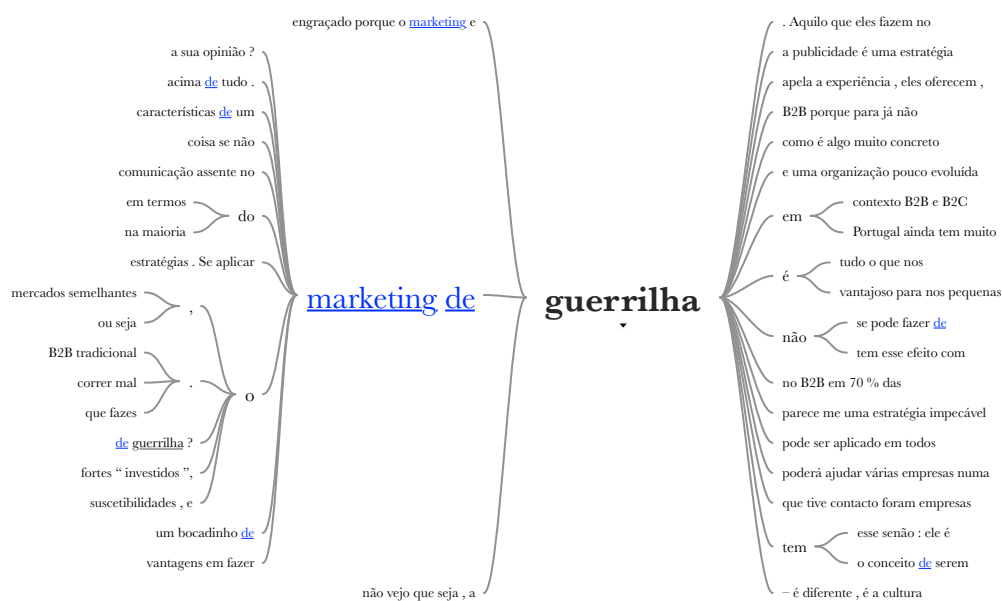 engraçado porque o marketing e
a sua opinião ?
acima de tudo .
características de um
coisa se não
comunicação assente no
em termos
na maioria
do
estratégias . Se aplicar
mercados semelhantes
ou seja
,
B2B tradicional
correr mal
que fazes
.
o
de guerrilha ?
fortes “ investidos ”,
suscetibilidades , e
um bocadinho de
vantagens em fazer
marketing de
não vejo que seja , a
guerrilha
. Aquilo que eles fazem no
a publicidade é uma estratégia
apela a experiência , eles oferecem ,
B2B porque para já não
como é algo muito concreto
e uma organização pouco evoluída
em
contexto B2B e B2C
Portugal ainda tem muito
é
tudo o que nos
vantajoso para nos pequenas
não
se pode fazer de
tem esse efeito com
no B2B em 70 % das
parece me uma estratégia impecável
pode ser aplicado em todos
poderá ajudar várias empresas numa
que tive contacto foram empresas
tem
esse senão : ele é
o conceito de serem
– é diferente , é a cultura